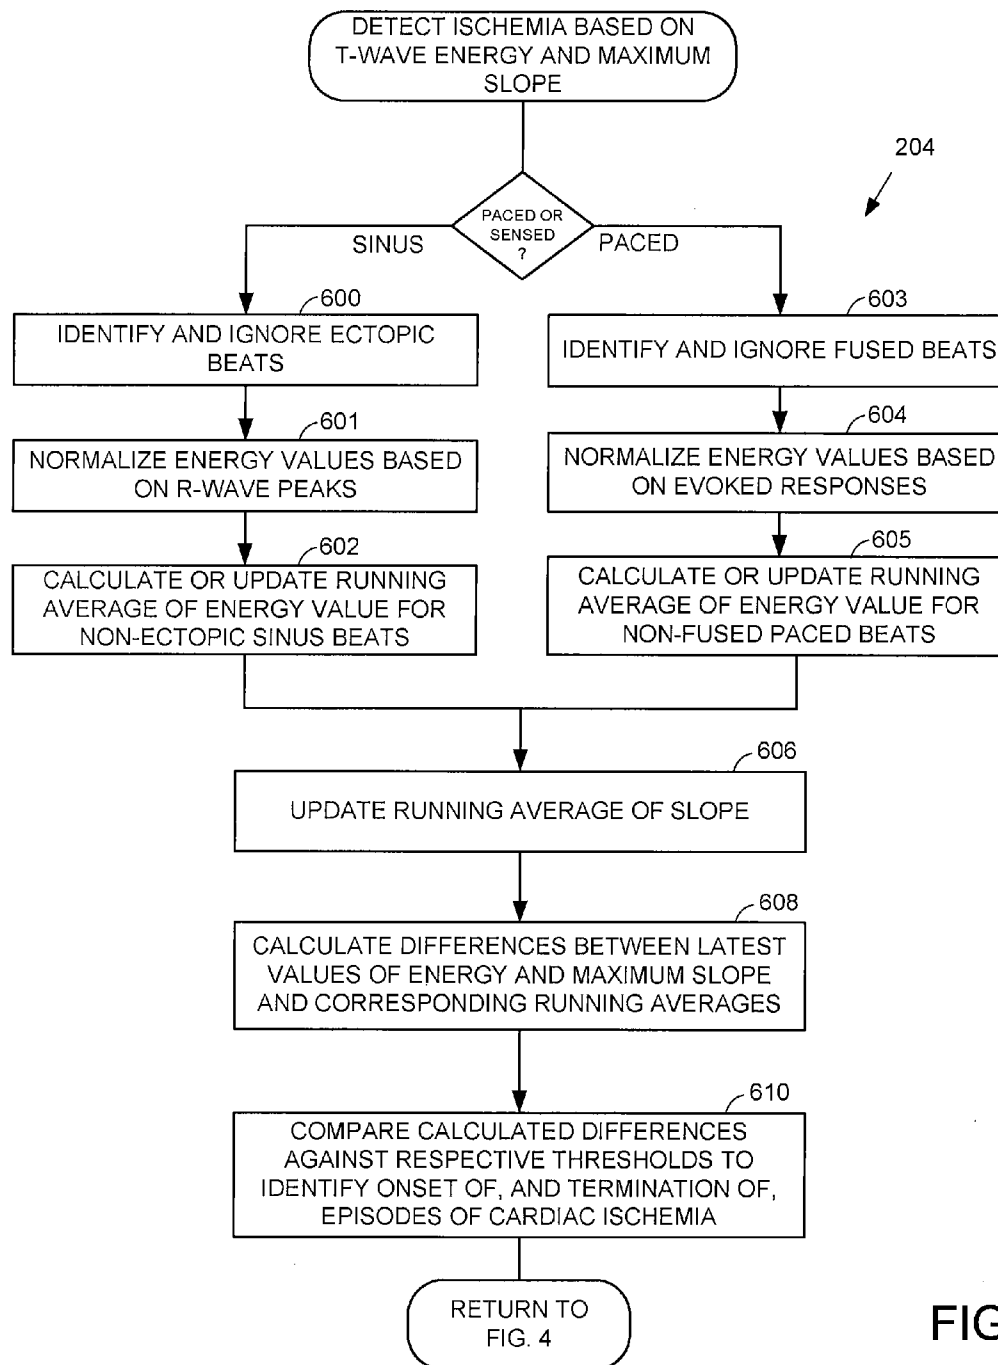 DETECT ISCHEMIA BASED ON
T-WAVE ENERGY AND MAXIMUM
SLOPE
204
PACED OR
SENSED
?
SINUS
PACED
600
IDENTIFY AND IGNORE ECTOPIC
BEATS
603
IDENTIFY AND IGNORE FUSED BEATS
601
NORMALIZE ENERGY VALUES BASED
ON R-WAVE PEAKS
604
NORMALIZE ENERGY VALUES BASED
ON EVOKED RESPONSES
602
CALCULATE OR UPDATE RUNNING
AVERAGE OF ENERGY VALUE FOR
NON-ECTOPIC SINUS BEATS
605
CALCULATE OR UPDATE RUNNING
AVERAGE OF ENERGY VALUE FOR
NON-FUSED PACED BEATS
606
UPDATE RUNNING AVERAGE OF SLOPE
608
CALCULATE DIFFERENCES BETWEEN LATEST
VALUES OF ENERGY AND MAXIMUM SLOPE
AND CORRESPONDING RUNNING AVERAGES
610
COMPARE CALCULATED DIFFERENCES
AGAINST RESPECTIVE THRESHOLDS TO
IDENTIFY ONSET OF, AND TERMINATION OF,
EPISODES OF CARDIAC ISCHEMIA
RETURN TO
FIG. 4
FIG